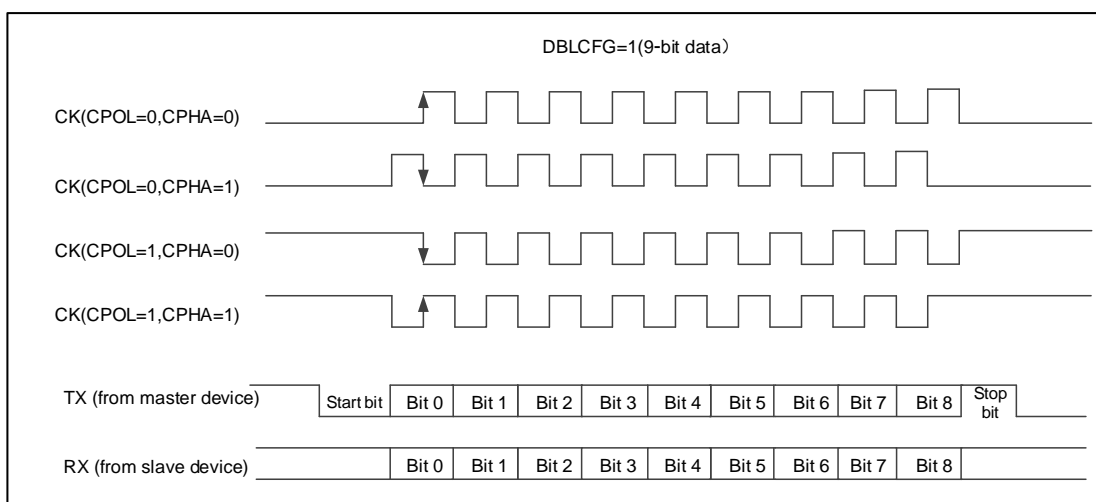 DBLCFG=1(9-bit data）
CK(CPOL=0,CPHA=0)
CK(CPOL=0,CPHA=1)
CK(CPOL=1,CPHA=0)
CK(CPOL=1,CPHA=1)
TX (from master device) Start bit Bit 0 Bit 1 Bit 2 Bit 3 Bit 4 Bit 5 Bit 6 Bit 7 Bit 8 Stop bit
RX (from slave device) Bit 0 Bit 1 Bit 2 Bit 3 Bit 4 Bit 5 Bit 6 Bit 7 Bit 8